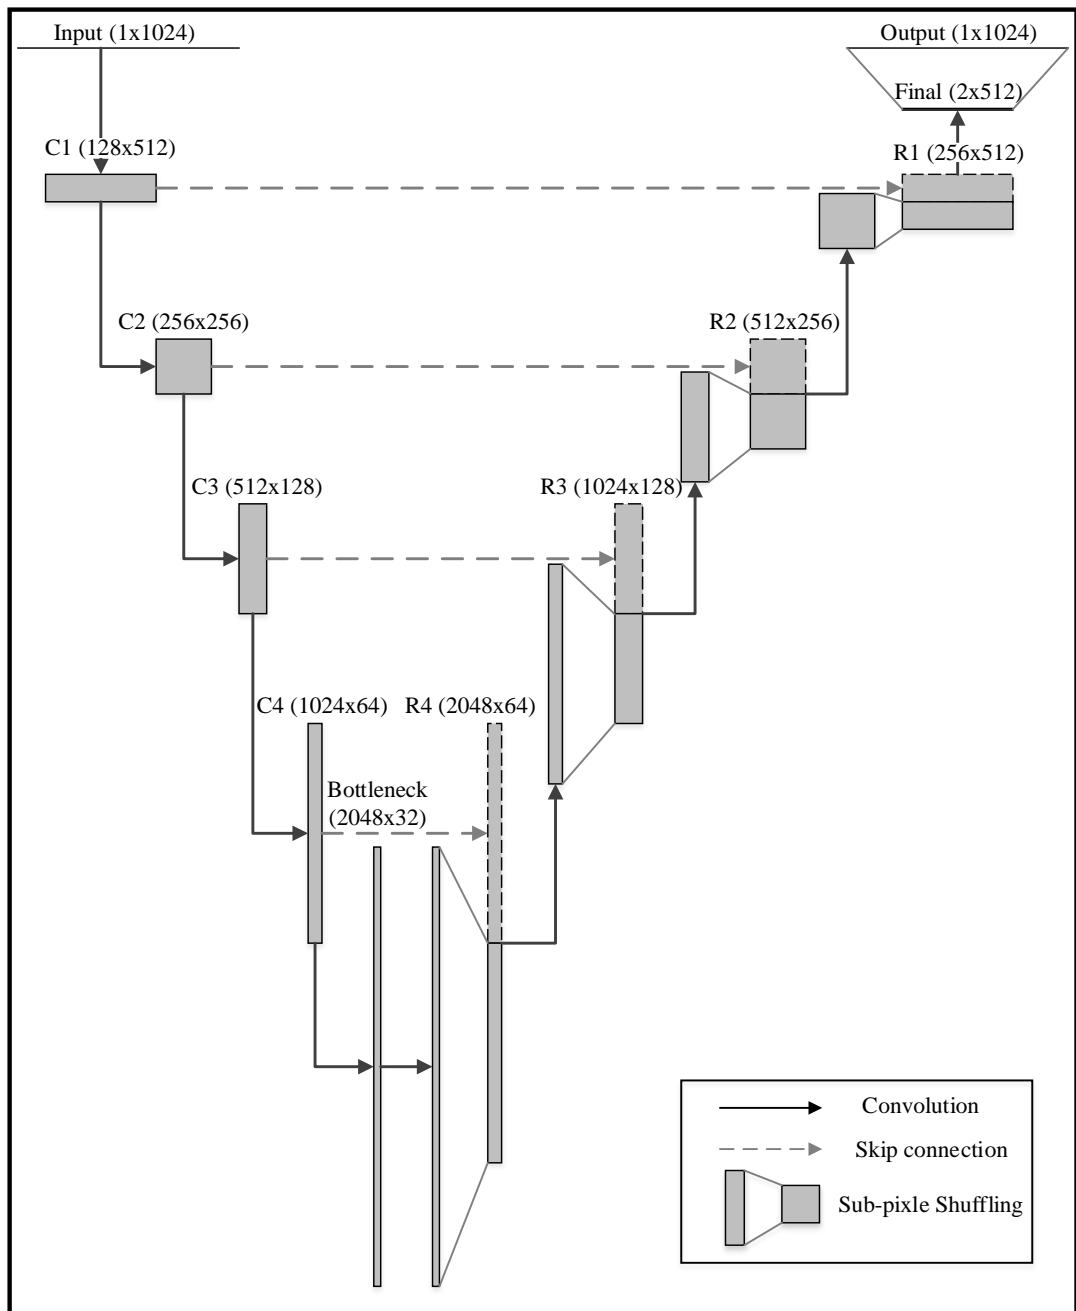 Input (1x1024)
Output (1x1024)
Final (2x512)
C1 (128x512)
R1 (256x512)
C2 (256x256)
R2 (512x256)
C3 (512x128)
R3 (1024x128)
C4 (1024x64)
R4 (2048x64)
Bottleneck
(2048x32)
Convolution
Skip connection
Sub-pixle Shuffling